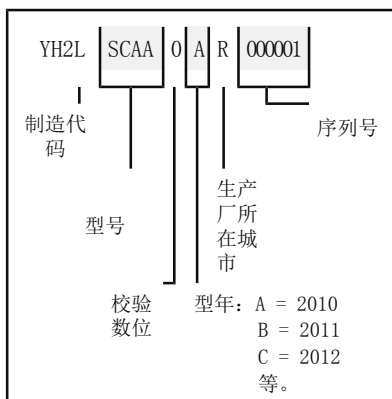 YH2L SCAA 0 A R 000001
制造代
码
序列号
型号
生产
厂所
在城
市
校验
数位
型年: A = 2010
B = 2011
C = 2012
等。